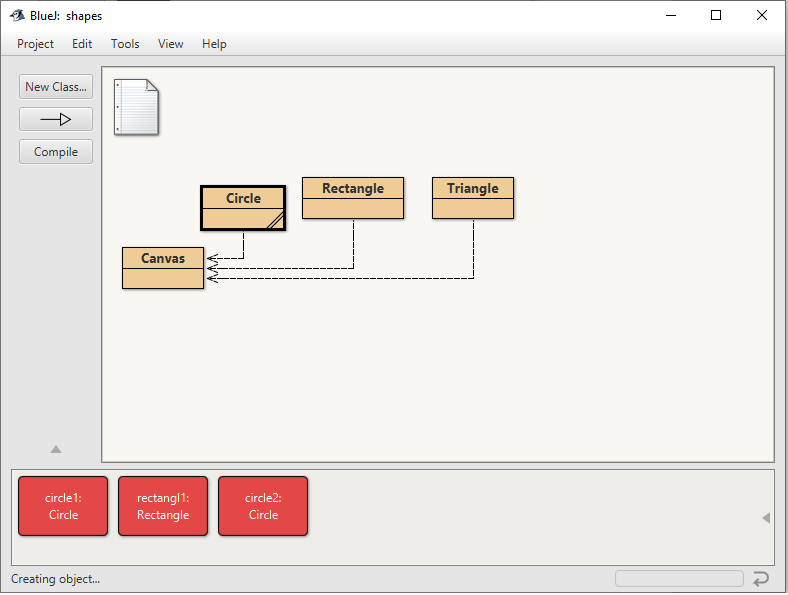 BlueJ: shapes
Project Edit Tools View Help
New Class...
Compile
Circle
Rectangle
Triangle
Canvas
circle1:
Circle
rectangl1:
Rectangle
circle2:
Circle
Creating object...